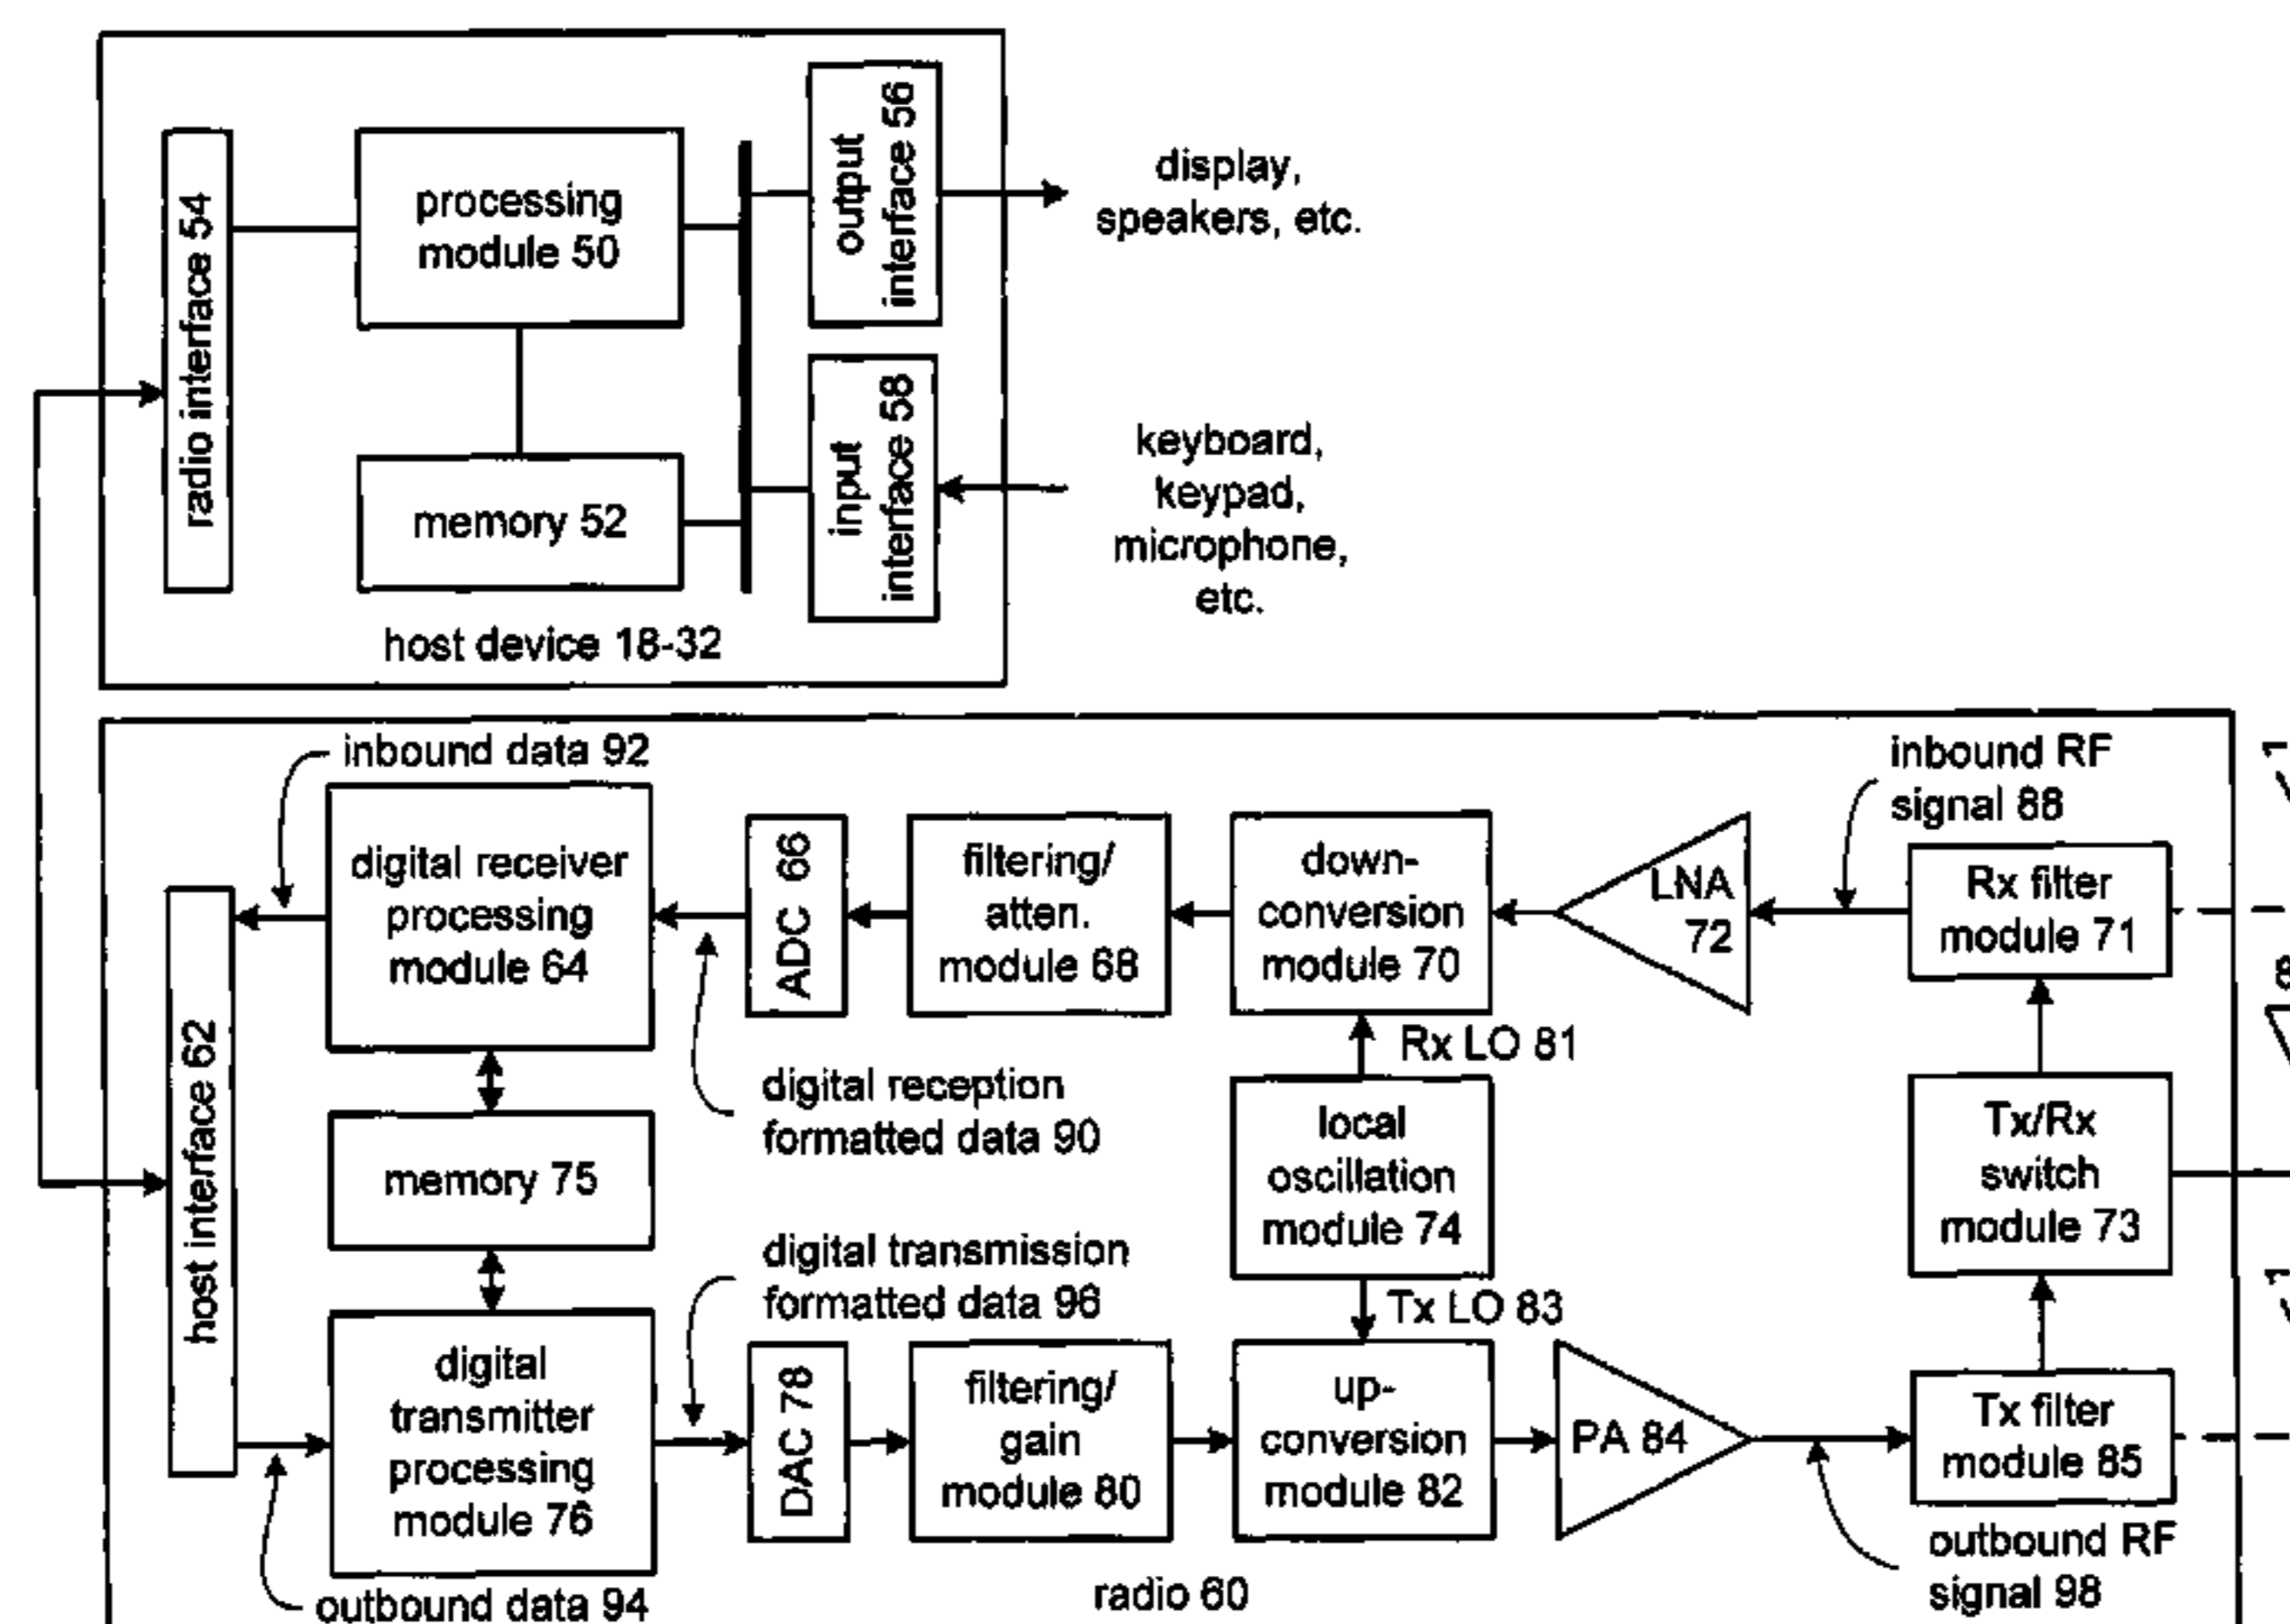 radio interface 54
processing
module 50
memory 52
output
interface 56
input
interface 58
display,
speakers, etc.
keyboard,
keypad,
microphone,
etc.
host device 18-32
inbound data 92
inbound RF
signal 88
host interface 62
digital receiver
processing
module 64
ADC 66
filtering/
atten.
module 68
down-
conversion
module 70
LNA
72
Rx filter
module 71
Rx LO 81
digital reception
formatted data 90
memory 75
local
oscillation
module 74
Tx/Rx
switch
module 73
digital transmission
formatted data 96
Tx LO 83
digital
transmitter
processing
module 76
DAC 78
filtering/
gain
module 80
up-
conversion
module 82
PA 84
Tx filter
module 85
outbound data 94
radio 60
outbound RF
signal 98